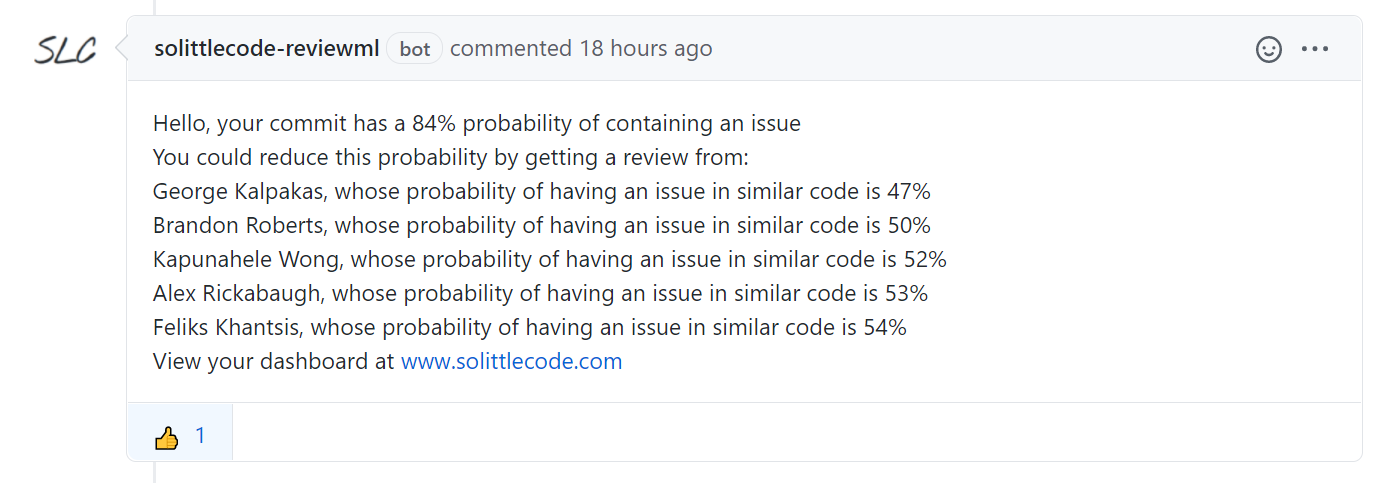 SLC
solittlecode-reviewml bot commented 18 hours ago
Hello, your commit has a 84% probability of containing an issue
You could reduce this probability by getting a review from:
George Kalpakas, whose probability of having an issue in similar code is 47%
Brandon Roberts, whose probability of having an issue in similar code is 50%
Kapunahele Wong, whose probability of having an issue in similar code is 52%
Alex Rickabaugh, whose probability of having an issue in similar code is 53%
Feliks Khantsis, whose probability of having an issue in similar code is 54%
View your dashboard at www.solittlecode.com
👍 1